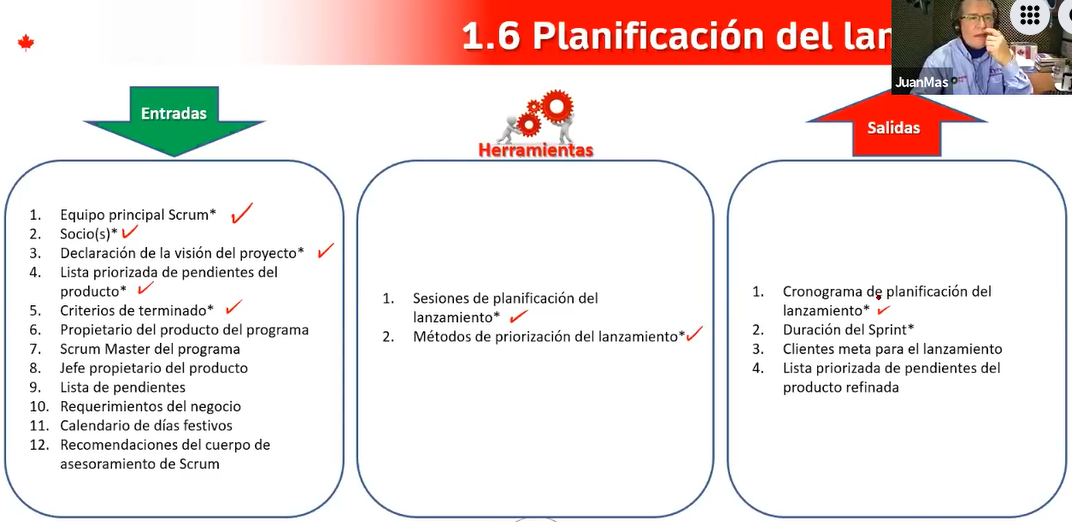 1.6 Planificación del
JuanMas
Entradas
1. Equipo principal Scrum*
2. Socio(s)*
3. Declaración de la visión del proyecto*
4. Lista priorizada de pendientes del
producto*
5. Criterios de terminado*
6. Propietario del producto del programa
7. Scrum Master del programa
8. Jefe propietario del producto
9. Lista de pendientes
10. Requerimientos del negocio
11. Calendario de días festivos
12. Recomendaciones del cuerpo de
asesoramiento de Scrum
Herramientas
1. Sesiones de planificación del
lanzamiento*
2. Métodos de priorización del lanzamiento*
Salidas
1. Cronograma de planificación del
lanzamiento*
2. Duración del Sprint*
3. Clientes meta para el lanzamiento
4. Lista priorizada de pendientes del
producto refinada